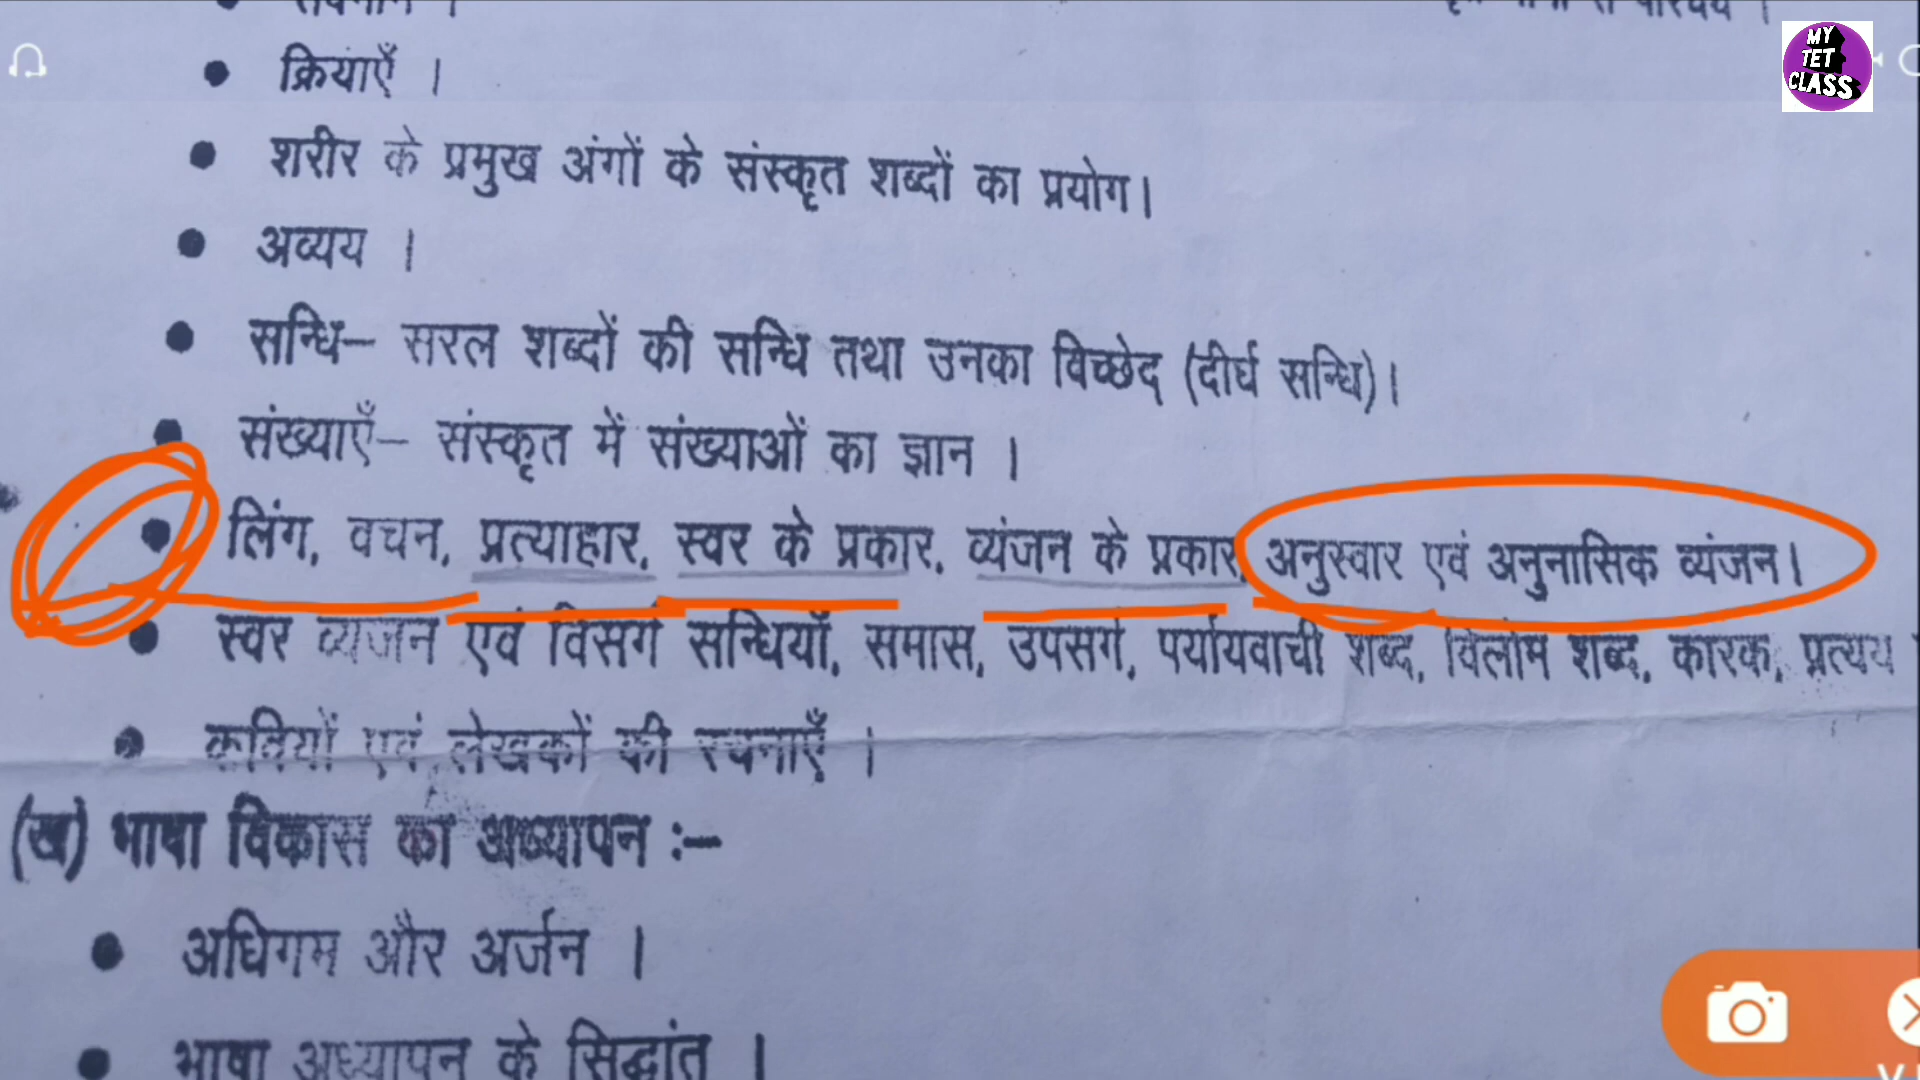 क्रियाएँ ।
MY
TET
CLASS
शरीर के प्रमुख अंगों के संस्कृत शब्दों का प्रयोग।
अव्यय ।
सन्धि– सरल शब्दों की सन्धि तथा उनका विच्छेद (दीर्घ सन्धि)।
संख्याएँ– संस्कृत में संख्याओं का ज्ञान ।
लिंग, वचन, प्रत्याहार, स्वर के प्रकार, व्यंजन के प्रकार, अनुस्वार एवं अनुनासिक व्यंजन।
स्वर व्यंजन एवं विसर्ग सन्धियाँ, समास, उपसर्ग, पर्यायवाची शब्द, विलोम शब्द, कारक, प्रत्यय
कवियों एवं लेखकों की रचनाएँ ।
(ख) भाषा विकास का अध्यापन :–
अधिगम और अर्जन ।
भाषा अध्यापन के सिद्धांत ।